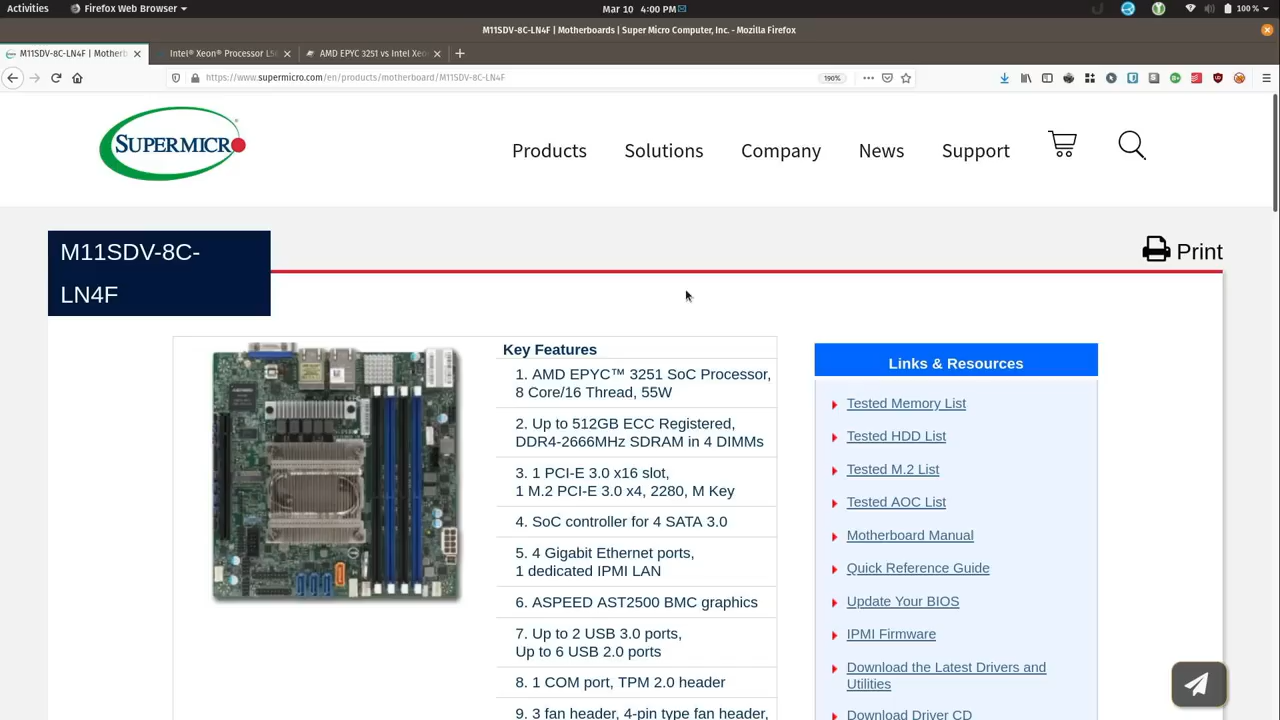 Activities
Firefox Web Browser
Mar 10 4:00 PM
100 %
M11SDV-8C-LN4F | Motherboards | Super Micro Computer, Inc. - Mozilla Firefox
M11SDV-8C-LN4F | Motherb
Intel® Xeon® Processor L56
AMD EPYC 3251 vs Intel Xeo
https://www.supermicro.com/en/products/motherboard/M11SDV-8C-LN4F
190%
SUPERMICRO
Products
Solutions
Company
News
Support
M11SDV-8C-
LN4F
Print
Key Features
1. AMD EPYC™ 3251 SoC Processor,
8 Core/16 Thread, 55W
2. Up to 512GB ECC Registered,
DDR4-2666MHz SDRAM in 4 DIMMs
3. 1 PCI-E 3.0 x16 slot,
1 M.2 PCI-E 3.0 x4, 2280, M Key
4. SoC controller for 4 SATA 3.0
5. 4 Gigabit Ethernet ports,
1 dedicated IPMI LAN
6. ASPEED AST2500 BMC graphics
7. Up to 2 USB 3.0 ports,
Up to 6 USB 2.0 ports
8. 1 COM port, TPM 2.0 header
9. 3 fan header, 4-pin type fan header,
Links & Resources
Tested Memory List
Tested HDD List
Tested M.2 List
Tested AOC List
Motherboard Manual
Quick Reference Guide
Update Your BIOS
IPMI Firmware
Download the Latest Drivers and
Utilities
Download Driver CD